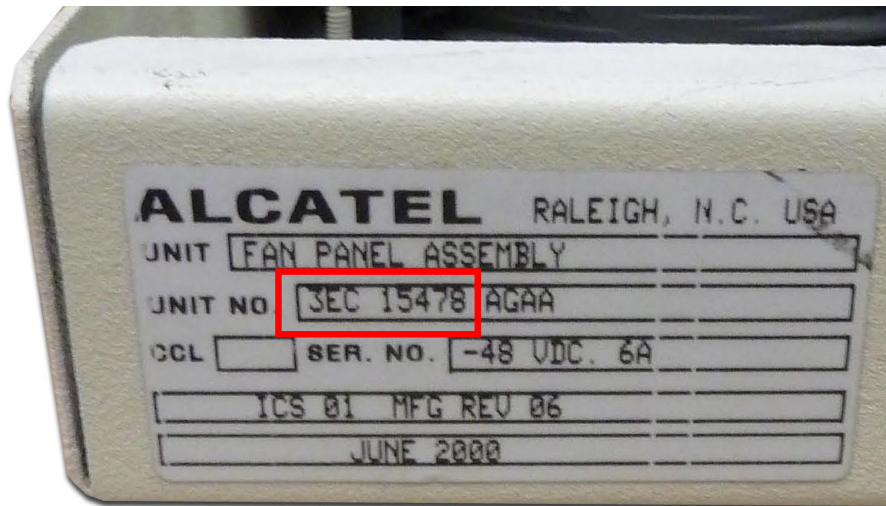 ALCATEL RALEIGH, N.C. USA
UNIT FAN PANEL ASSEMBLY
UNIT NO. 3EC 15478 AGAA
CCL SER. NO. -48 VDC. 6A
ICS 01 MFG REV 06
JUNE 2000